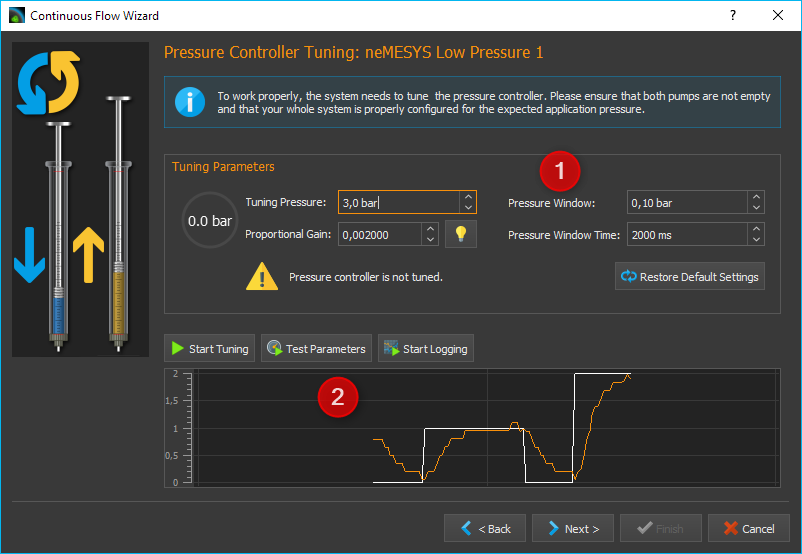 Continuous Flow Wizard
?
Pressure Controller Tuning: neMESYS Low Pressure 1
To work properly, the system needs to tune the pressure controller. Please ensure that both pumps are not empty
and that your whole system is properly configured for the expected application pressure.
Tuning Parameters
1
0.0 bar
Tuning Pressure: 3,0 bar
Pressure Window: 0,10 bar
Proportional Gain: 0,002000
Pressure Window Time: 2000 ms
Pressure controller is not tuned.
Restore Default Settings
Start Tuning Test Parameters Start Logging
2
2
1,5
1
0,5
0
< Back Next > Finish Cancel